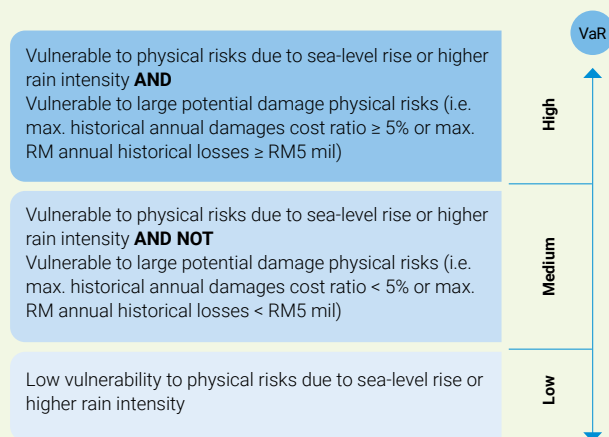 VaR
Vulnerable to physical risks due to sea-level rise or higher
rain intensity AND
Vulnerable to large potential damage physical risks (i.e.
max. historical annual damages cost ratio ≥ 5% or max.
RM annual historical losses ≥ RM5 mil)
High
Vulnerable to physical risks due to sea-level rise or higher
rain intensity AND NOT
Vulnerable to large potential damage physical risks (i.e.
max. historical annual damages cost ratio < 5% or max.
RM annual historical losses < RM5 mil)
Medium
Low vulnerability to physical risks due to sea-level rise or
higher rain intensity
Low